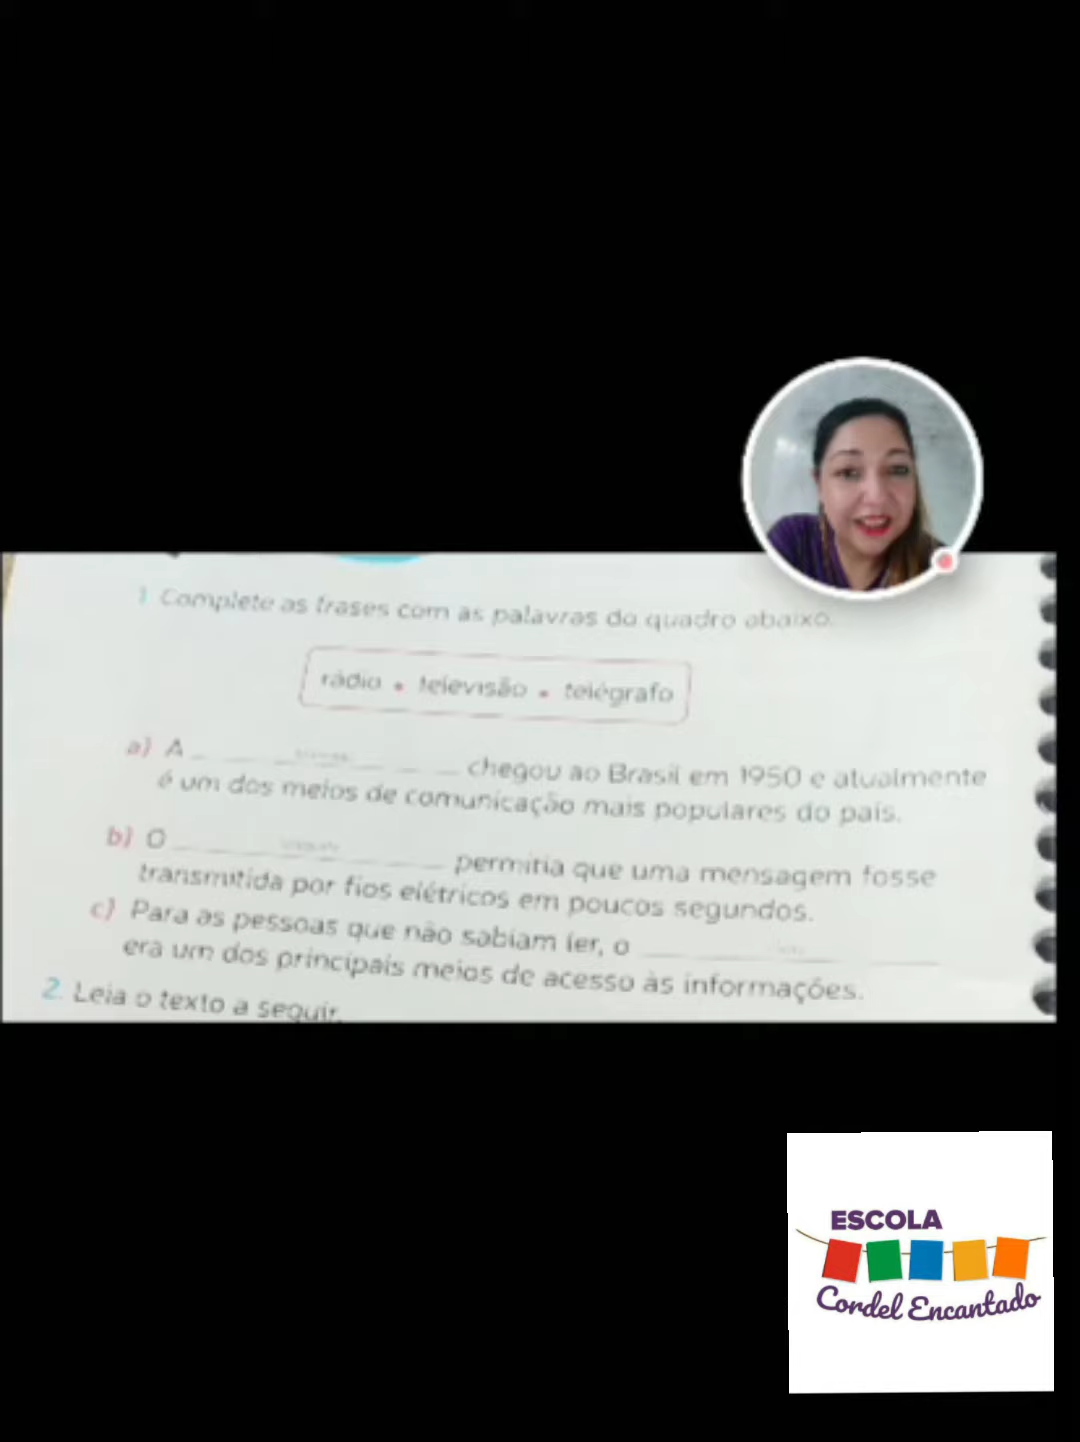 1 Complete as frases com as palavras do quadro abaixo.
rádio • televisão • telégrafo
a) A ________ chegou ao Brasil em 1950 e atualmente
é um dos meios de comunicação mais populares do país.
b) O ________ permitia que uma mensagem fosse
transmitida por fios elétricos em poucos segundos.
c) Para as pessoas que não sabiam ler, o ________
era um dos principais meios de acesso às informações.
2. Leia o texto a seguir.
ESCOLA
Cordel Encantado